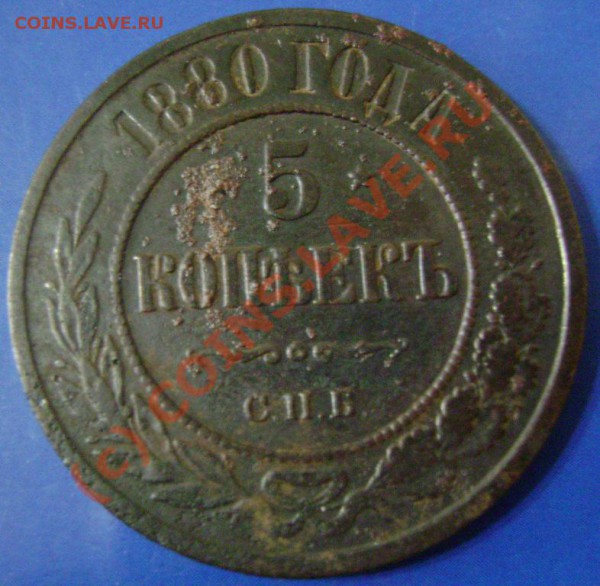 COINS.LAVE.RU
1880 ГОДА
5
КОПѢЕКЪ
С.П.Б.
(c) COINS.LAVE.RU